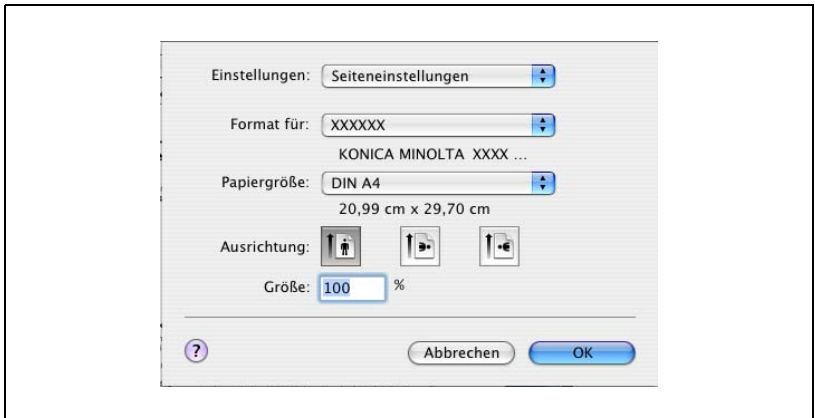 Einstellungen: Seiteneinstellungen
Format für: XXXXXX
KONICA MINOLTA XXXX ...
Papiergröße: DIN A4
20,99 cm x 29,70 cm
Ausrichtung:
Größe: 100 %
? Abbrechen OK